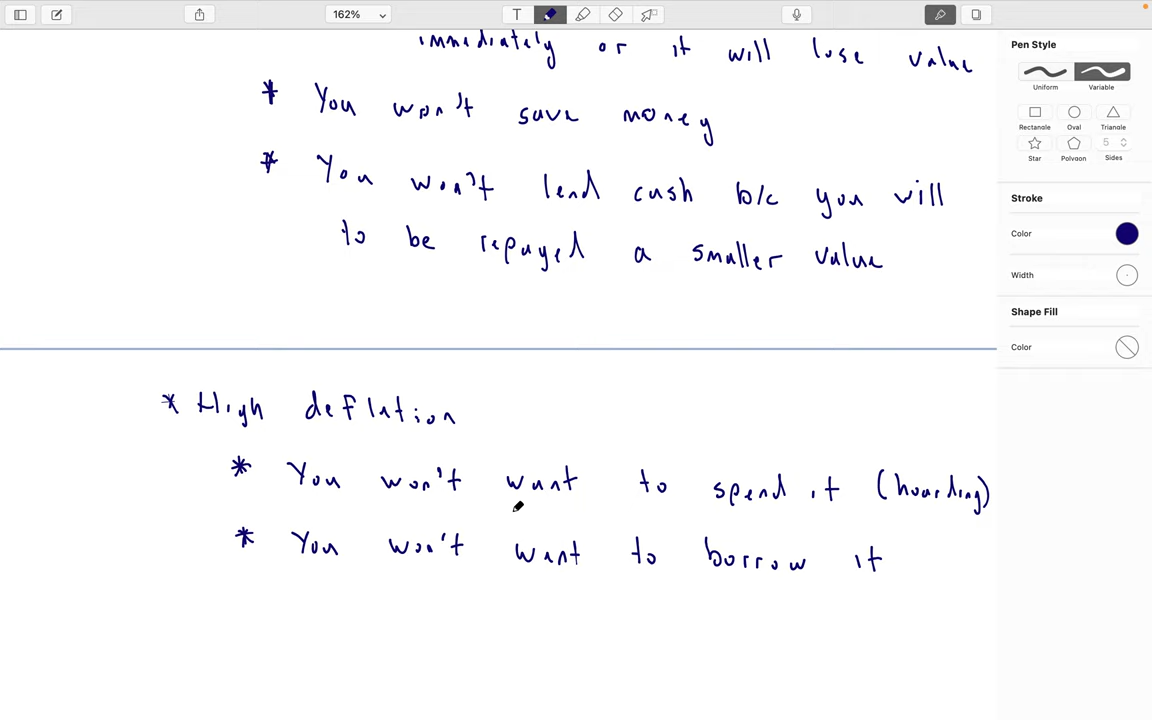 162%
T
immediately or it will lose value
* You won't save money
* You won't lend cash b/c you will
to be repayed a smaller value
* High deflation
* You won't want to spend it (hoarding)
* You won't want to borrow it
Pen Style
Uniform Variable
Rectangle Oval Triangle
5
Star Polygon Sides
Stroke
Color
Width
Shape Fill
Color